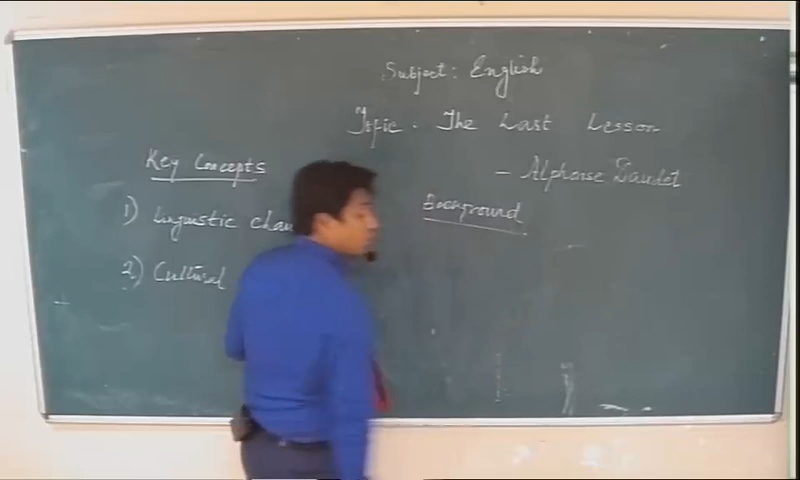 Subject: English
Topic - The Last Lesson
- Alphonse Daudet
Key Concepts
1) Linguistic
2) Cultural
Background